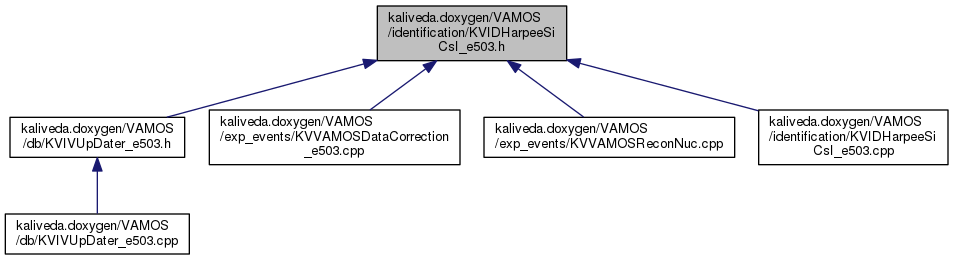 kaliveda.doxygen/VAMOS
/identification/KVIDHarpeeSi
CsI_e503.h
kaliveda.doxygen/VAMOS
/db/KVIVUpDater_e503.h
kaliveda.doxygen/VAMOS
/exp_events/KVVAMOSDataCorrection
_e503.cpp
kaliveda.doxygen/VAMOS
/exp_events/KVVAMOSReconNuc.cpp
kaliveda.doxygen/VAMOS
/identification/KVIDHarpeeSi
CsI_e503.cpp
kaliveda.doxygen/VAMOS
/db/KVIVUpDater_e503.cpp